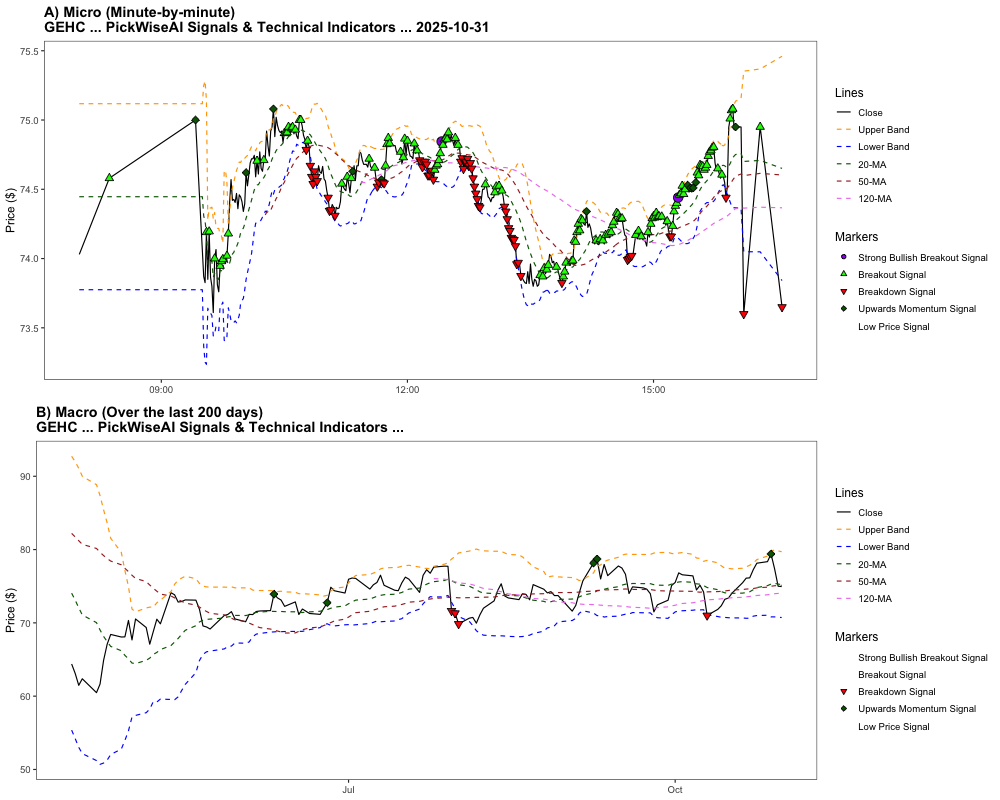 A) Micro (Minute-by-minute)
GEHC ... PickWiseAI Signals & Technical Indicators ... 2025-10-31
Price ($)
75.5
75.0
74.5
74.0
73.5
09:00
12:00
15:00
Lines
Close
Upper Band
Lower Band
20-MA
50-MA
120-MA
Markers
Strong Bullish Breakout Signal
Breakout Signal
Breakdown Signal
Upwards Momentum Signal
Low Price Signal
B) Macro (Over the last 200 days)
GEHC ... PickWiseAI Signals & Technical Indicators ...
Price ($)
90
80
70
60
50
Jul
Oct
Lines
Close
Upper Band
Lower Band
20-MA
50-MA
120-MA
Markers
Strong Bullish Breakout Signal
Breakout Signal
Breakdown Signal
Upwards Momentum Signal
Low Price Signal